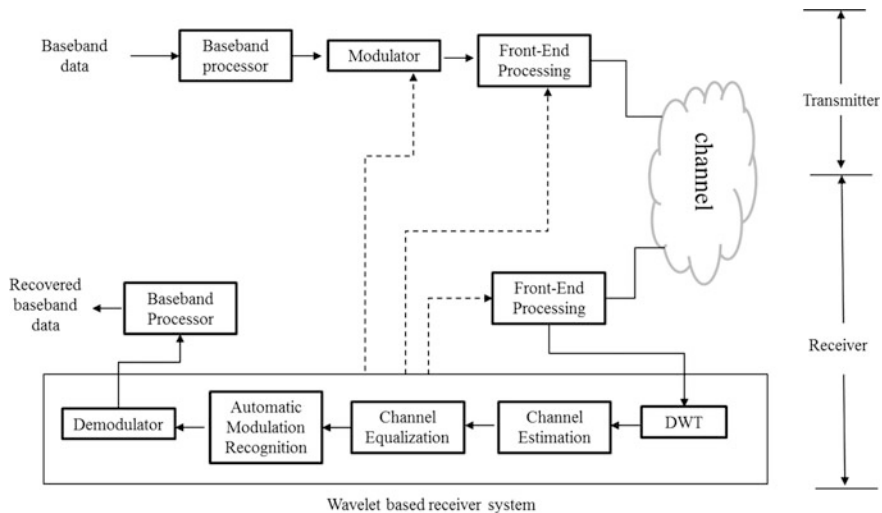 Baseband
data
Baseband
processor
Modulator
Front-End
Processing
Transmitter
channel
Recovered
baseband
data
Baseband
Processor
Front-End
Processing
Receiver
Demodulator
Automatic
Modulation
Recognition
Channel
Equalization
Channel
Estimation
DWT
Wavelet based receiver system